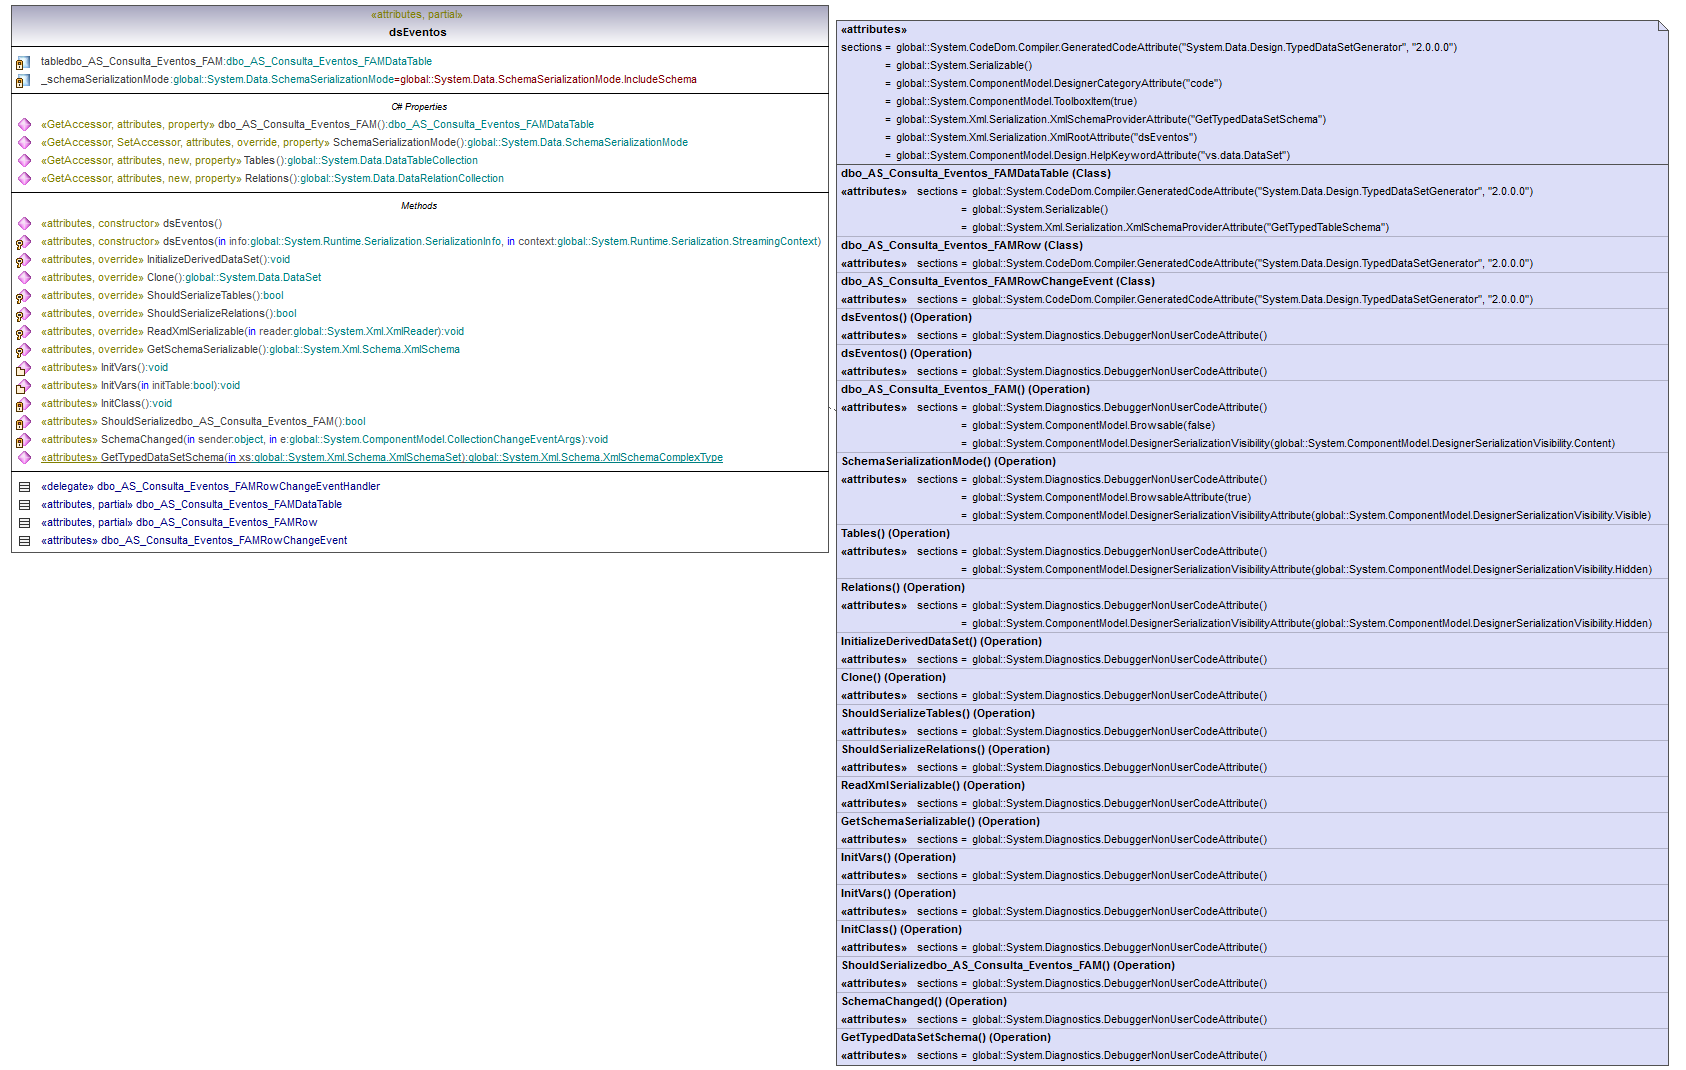 «attributes, partial»
dsEventos
tabledbo_AS_Consulta_Eventos_FAM:dbo_AS_Consulta_Eventos_FAMDataTable
_schemaSerializationMode:global::System.Data.SchemaSerializationMode=global::System.Data.SchemaSerializationMode.IncludeSchema
C# Properties
«GetAccessor, attributes, property» dbo_AS_Consulta_Eventos_FAM():dbo_AS_Consulta_Eventos_FAMDataTable
«GetAccessor, SetAccessor, attributes, override, property» SchemaSerializationMode():global::System.Data.SchemaSerializationMode
«GetAccessor, attributes, new, property» Tables():global::System.Data.DataTableCollection
«GetAccessor, attributes, new, property» Relations():global::System.Data.DataRelationCollection
Methods
«attributes, constructor» dsEventos()
«attributes, constructor» dsEventos(in info:global::System.Runtime.Serialization.SerializationInfo, in context:global::System.Runtime.Serialization.StreamingContext)
«attributes, override» InitializeDerivedDataSet():void
«attributes, override» Clone():global::System.Data.DataSet
«attributes, override» ShouldSerializeTables():bool
«attributes, override» ShouldSerializeRelations():bool
«attributes, override» ReadXmlSerializable(in reader:global::System.Xml.XmlReader):void
«attributes, override» GetSchemaSerializable():global::System.Xml.Schema.XmlSchema
«attributes» InitVars():void
«attributes» InitVars(in initTable:bool):void
«attributes» InitClass():void
«attributes» ShouldSerializedbo_AS_Consulta_Eventos_FAM():bool
«attributes» SchemaChanged(in sender:object, in e:global::System.ComponentModel.CollectionChangeEventArgs):void
«attributes» GetTypedDataSetSchema(in xs:global::System.Xml.Schema.XmlSchemaSet):global::System.Xml.Schema.XmlSchemaComplexType
«delegate» dbo_AS_Consulta_Eventos_FAMRowChangeEventHandler
«attributes, partial» dbo_AS_Consulta_Eventos_FAMDataTable
«attributes, partial» dbo_AS_Consulta_Eventos_FAMRow
«attributes» dbo_AS_Consulta_Eventos_FAMRowChangeEvent
«attributes»
sections = global::System.CodeDom.Compiler.GeneratedCodeAttribute("System.Data.Design.TypedDataSetGenerator", "2.0.0.0")
= global::System.Serializable()
= global::System.ComponentModel.DesignerCategoryAttribute("code")
= global::System.ComponentModel.ToolboxItem(true)
= global::System.Xml.Serialization.XmlSchemaProviderAttribute("GetTypedDataSetSchema")
= global::System.Xml.Serialization.XmlRootAttribute("dsEventos")
= global::System.ComponentModel.Design.HelpKeywordAttribute("vs.data.DataSet")
dbo_AS_Consulta_Eventos_FAMDataTable (Class)
«attributes» sections = global::System.CodeDom.Compiler.GeneratedCodeAttribute("System.Data.Design.TypedDataSetGenerator", "2.0.0.0")
= global::System.Serializable()
= global::System.Xml.Serialization.XmlSchemaProviderAttribute("GetTypedTableSchema")
dbo_AS_Consulta_Eventos_FAMRow (Class)
«attributes» sections = global::System.CodeDom.Compiler.GeneratedCodeAttribute("System.Data.Design.TypedDataSetGenerator", "2.0.0.0")
dbo_AS_Consulta_Eventos_FAMRowChangeEvent (Class)
«attributes» sections = global::System.CodeDom.Compiler.GeneratedCodeAttribute("System.Data.Design.TypedDataSetGenerator", "2.0.0.0")
dsEventos() (Operation)
«attributes» sections = global::System.Diagnostics.DebuggerNonUserCodeAttribute()
dsEventos() (Operation)
«attributes» sections = global::System.Diagnostics.DebuggerNonUserCodeAttribute()
dbo_AS_Consulta_Eventos_FAM() (Operation)
«attributes» sections = global::System.Diagnostics.DebuggerNonUserCodeAttribute()
= global::System.ComponentModel.Browsable(false)
= global::System.ComponentModel.DesignerSerializationVisibility(global::System.ComponentModel.DesignerSerializationVisibility.Content)
SchemaSerializationMode() (Operation)
«attributes» sections = global::System.Diagnostics.DebuggerNonUserCodeAttribute()
= global::System.ComponentModel.BrowsableAttribute(true)
= global::System.ComponentModel.DesignerSerializationVisibilityAttribute(global::System.ComponentModel.DesignerSerializationVisibility.Visible)
Tables() (Operation)
«attributes» sections = global::System.Diagnostics.DebuggerNonUserCodeAttribute()
= global::System.ComponentModel.DesignerSerializationVisibilityAttribute(global::System.ComponentModel.DesignerSerializationVisibility.Hidden)
Relations() (Operation)
«attributes» sections = global::System.Diagnostics.DebuggerNonUserCodeAttribute()
= global::System.ComponentModel.DesignerSerializationVisibilityAttribute(global::System.ComponentModel.DesignerSerializationVisibility.Hidden)
InitializeDerivedDataSet() (Operation)
«attributes» sections = global::System.Diagnostics.DebuggerNonUserCodeAttribute()
Clone() (Operation)
«attributes» sections = global::System.Diagnostics.DebuggerNonUserCodeAttribute()
ShouldSerializeTables() (Operation)
«attributes» sections = global::System.Diagnostics.DebuggerNonUserCodeAttribute()
ShouldSerializeRelations() (Operation)
«attributes» sections = global::System.Diagnostics.DebuggerNonUserCodeAttribute()
ReadXmlSerializable() (Operation)
«attributes» sections = global::System.Diagnostics.DebuggerNonUserCodeAttribute()
GetSchemaSerializable() (Operation)
«attributes» sections = global::System.Diagnostics.DebuggerNonUserCodeAttribute()
InitVars() (Operation)
«attributes» sections = global::System.Diagnostics.DebuggerNonUserCodeAttribute()
InitVars() (Operation)
«attributes» sections = global::System.Diagnostics.DebuggerNonUserCodeAttribute()
InitClass() (Operation)
«attributes» sections = global::System.Diagnostics.DebuggerNonUserCodeAttribute()
ShouldSerializedbo_AS_Consulta_Eventos_FAM() (Operation)
«attributes» sections = global::System.Diagnostics.DebuggerNonUserCodeAttribute()
SchemaChanged() (Operation)
«attributes» sections = global::System.Diagnostics.DebuggerNonUserCodeAttribute()
GetTypedDataSetSchema() (Operation)
«attributes» sections = global::System.Diagnostics.DebuggerNonUserCodeAttribute()